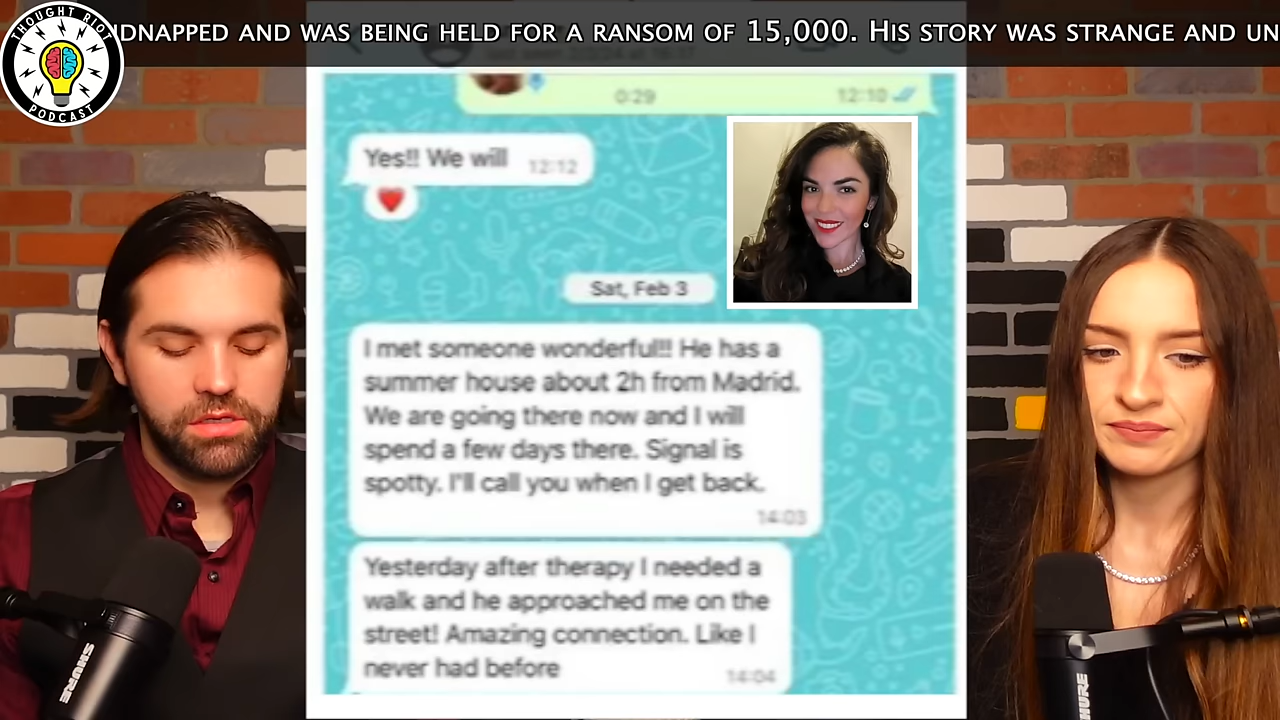 THOUGHT RIOT
PODCAST
IDNAPPED AND WAS BEING HELD FOR A RANSOM OF 15,000. HIS STORY WAS STRANGE AND UN
0:29
12:10
Yes!! We will
12:12
Sat, Feb 3
I met someone wonderful!! He has a
summer house about 2h from Madrid.
We are going there now and I will
spend a few days there. Signal is
spotty. I'll call you when I get back.
14:03
Yesterday after therapy I needed a
walk and he approached me on the
street! Amazing connection. Like I
never had before
14:04
SHURE
SHURE